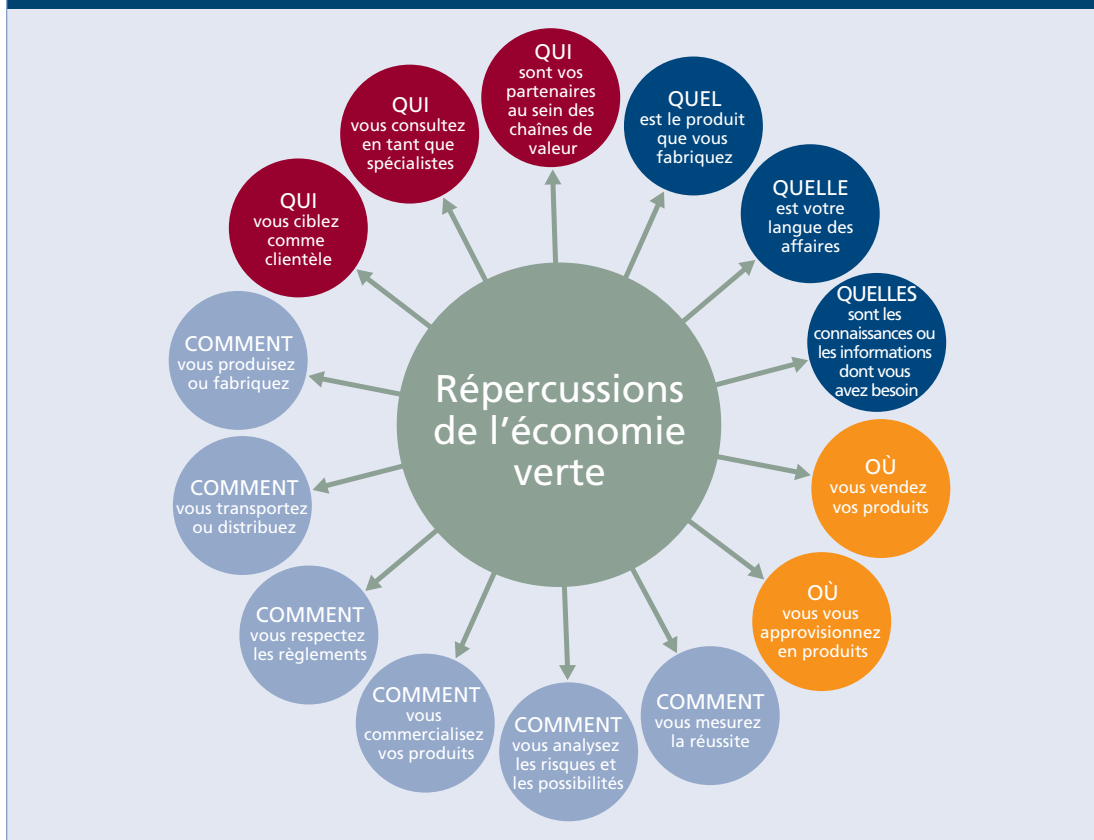 QUI
sont vos
partenaires
au sein des
chaînes de
valeur
QUEL
est le produit
que vous
fabriquez
QUELLE
est votre
langue des
affaires
QUELLES
sont les
connaissances ou
les informations
dont vous
avez besoin
OÙ
vous vendez
vos produits
OÙ
vous vous
approvisionnez
en produits
COMMENT
vous mesurez
la réussite
COMMENT
vous analysez
les risques et
les possibilités
COMMENT
vous
commercialisez
vos produits
COMMENT
vous respectez
les règlements
COMMENT
vous transportez
ou distribuez
COMMENT
vous produisez
ou fabriquez
QUI
vous ciblez
comme
clientèle
QUI
vous consultez
en tant que
spécialistes
Répercussions
de l’économie
verte